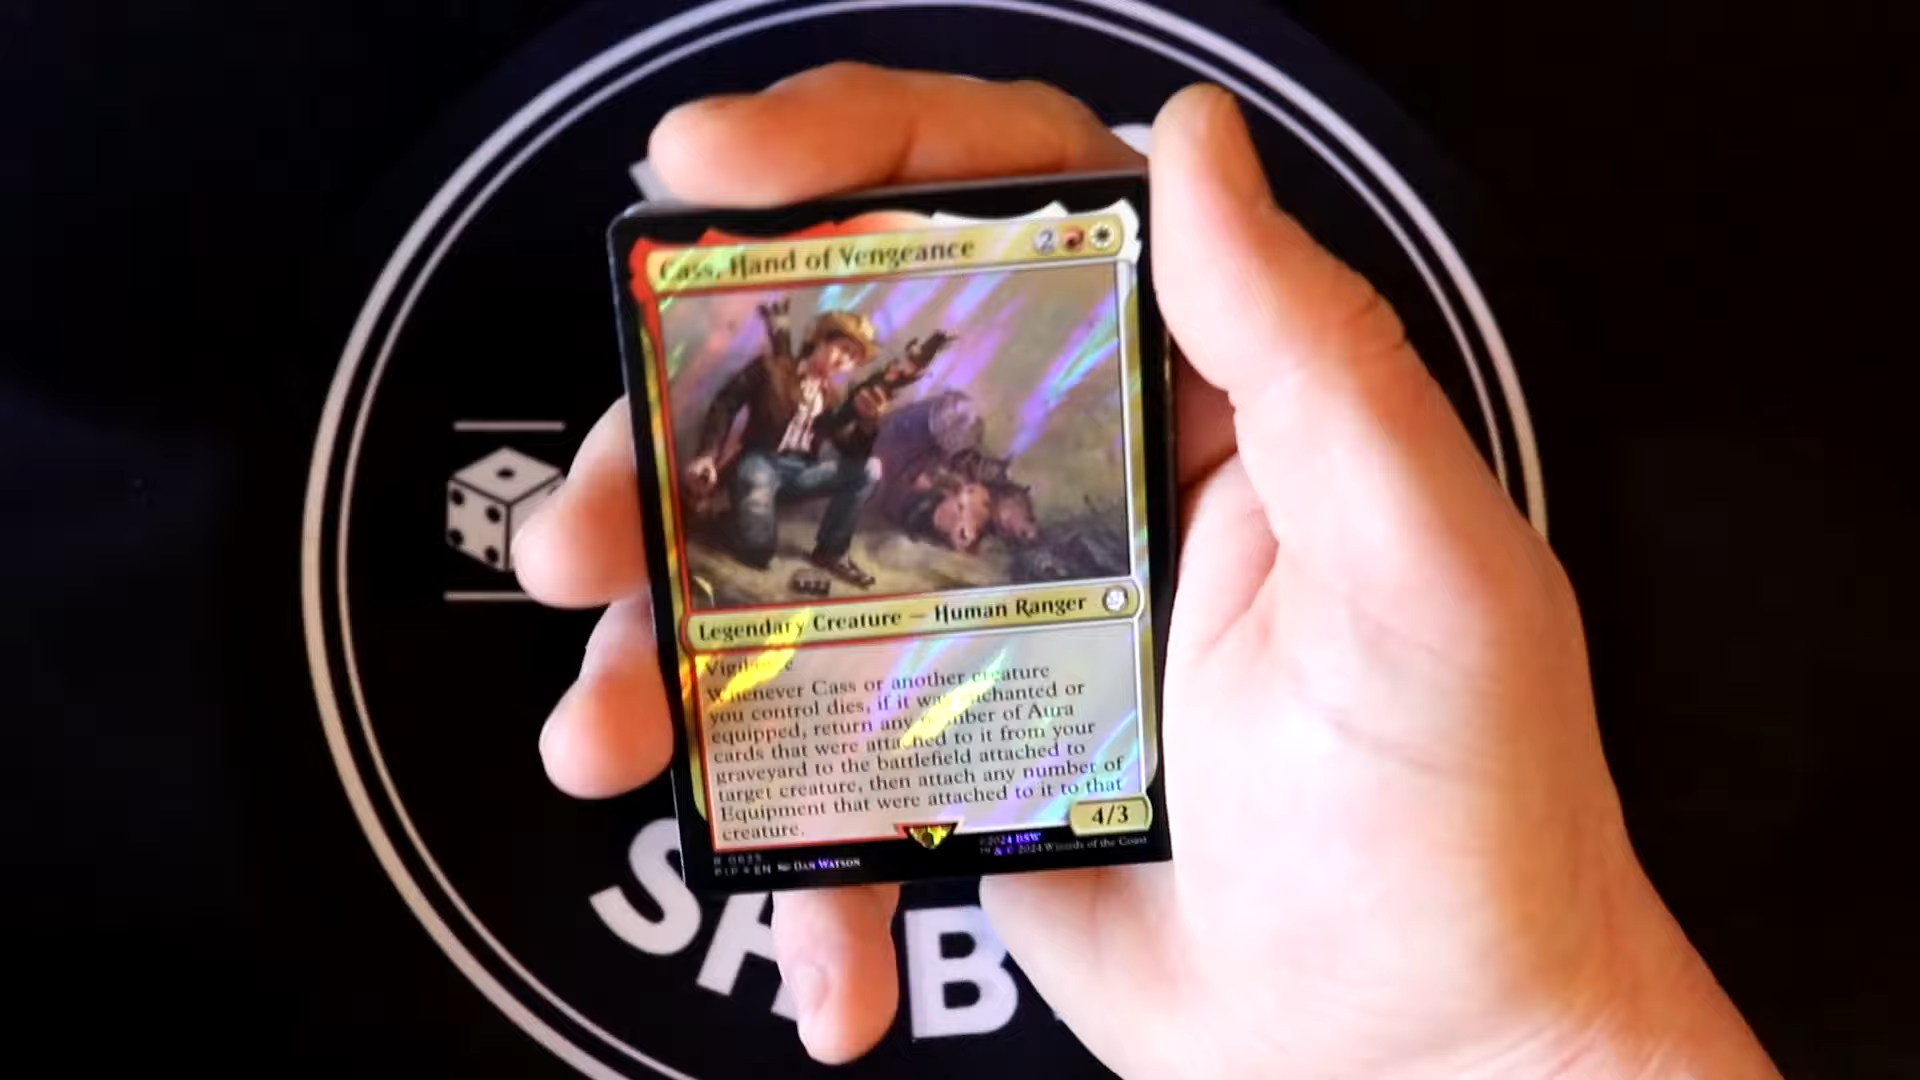 Cass, Hand of Vengeance 2
Legendary Creature — Human Ranger
Vigilance
Whenever Cass or another creature
you control dies, if it was enchanted or
equipped, return any number of Aura
cards that were attached to it from your
graveyard to the battlefield attached to
target creature, then attach any number of
Equipment that were attached to it to that
creature.
4/3
PIP EN DAN WATSON
©2024 BSW
™ & © 2024 Wizards of the Coast